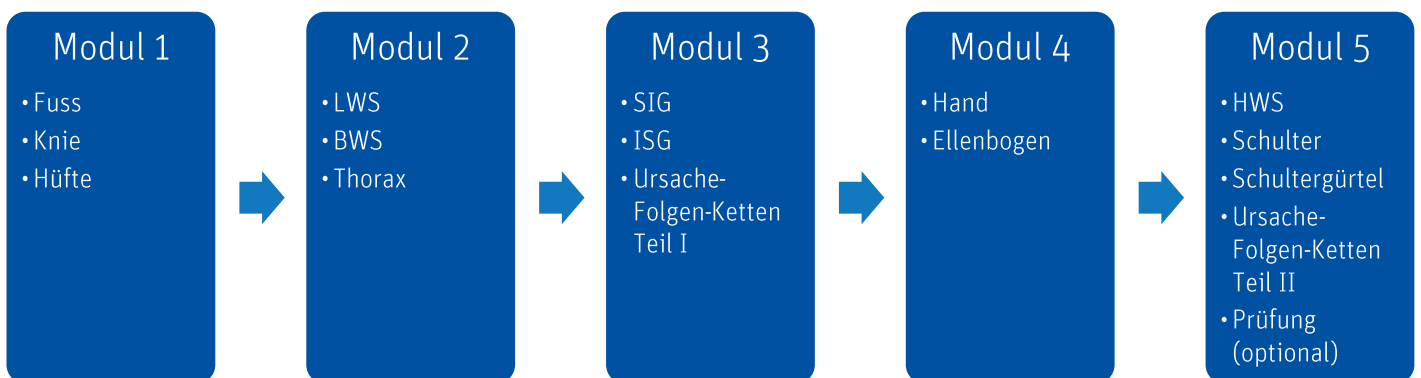 Modul 1
• Fuss
• Knie
• Hüfte
Modul 2
• LWS
• BWS
• Thorax
Modul 3
• SIG
• ISG
• Ursache-
Folgen-Ketten
Teil I
Modul 4
• Hand
• Ellenbogen
Modul 5
• HWS
• Schulter
• Schultergürtel
• Ursache-
Folgen-Ketten
Teil II
• Prüfung
(optional)